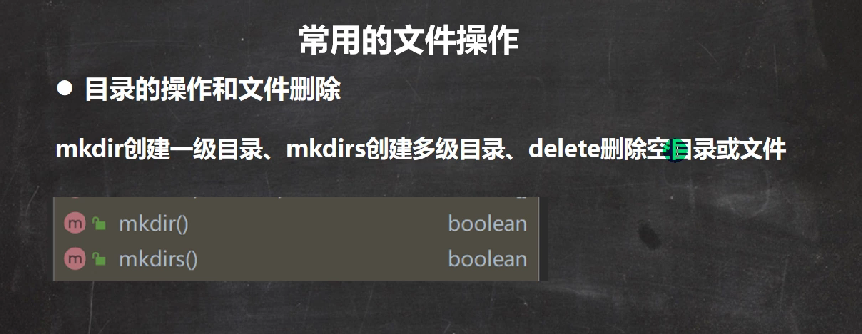 常用的文件操作
● 目录的操作和文件删除
mkdir创建一级目录、mkdirs创建多级目录、delete删除空目录或文件
m mkdir() boolean
m mkdirs() boolean